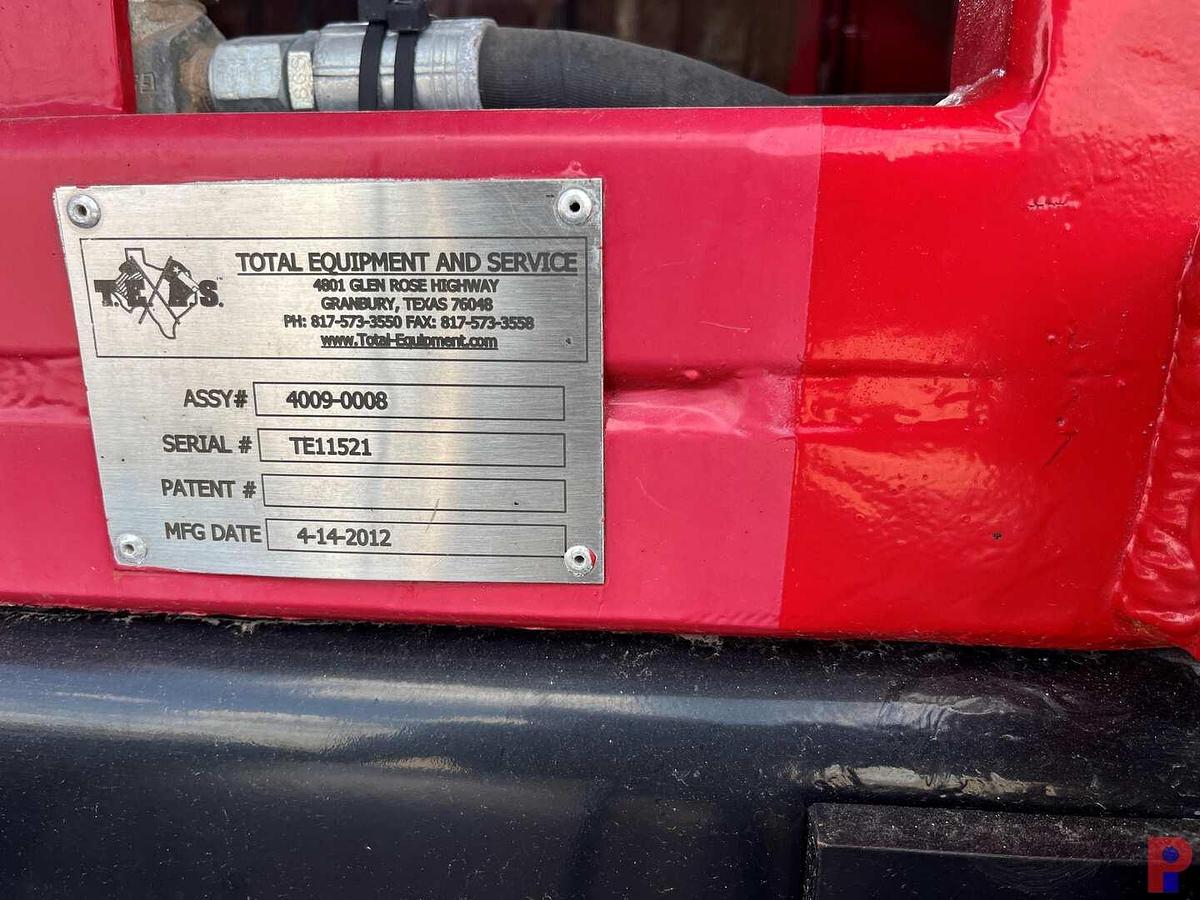 T.E.X.A.S.™
TOTAL EQUIPMENT AND SERVICE
4801 GLEN ROSE HIGHWAY
GRANBURY, TEXAS 76048
PH: 817-573-3550 FAX: 817-573-3558
www.Total-Equipment.com
ASSY# 4009-0008
SERIAL # TE11521
PATENT #
MFG DATE 4-14-2012